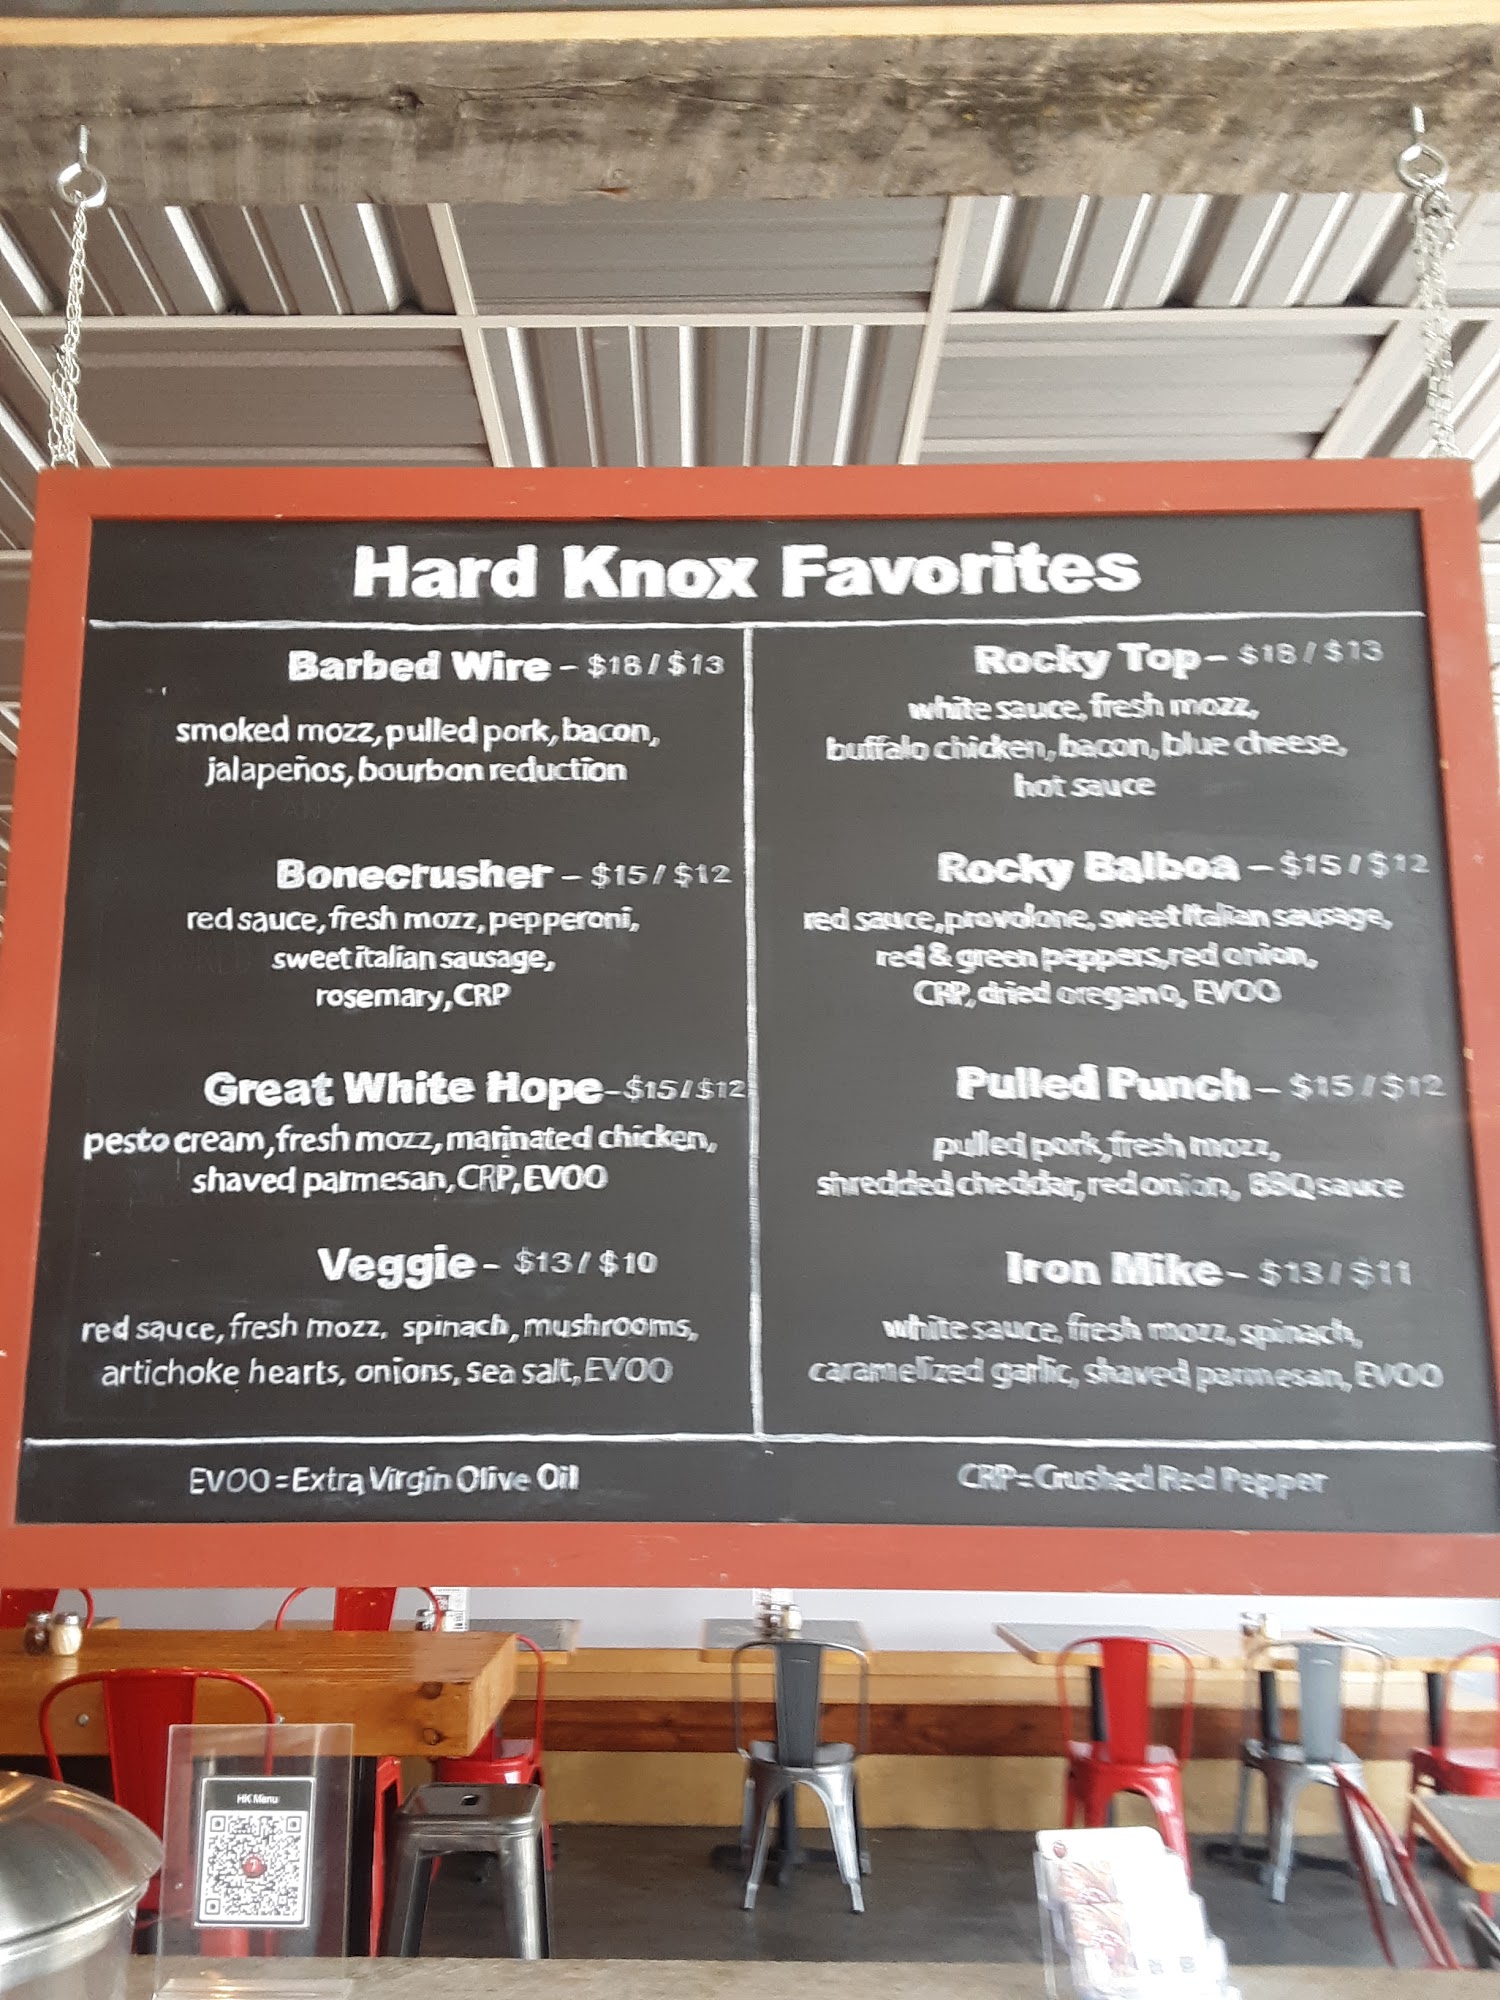 Hard Knox Favorites
Barbed Wire - $18 / $13
smoked mozz, pulled pork, bacon,
jalapeños, bourbon reduction
Bonecrusher - $15 / $12
red sauce, fresh mozz, pepperoni,
sweet italian sausage,
rosemary, CRP
Great White Hope - $15 / $12
pesto cream, fresh mozz, marinated chicken,
shaved parmesan, CRP, EVOO
Veggie - $13 / $10
red sauce, fresh mozz, spinach, mushrooms,
artichoke hearts, onions, sea salt, EVOO
Rocky Top - $18 / $13
white sauce, fresh mozz,
buffalo chicken, bacon, blue cheese,
hot sauce
Rocky Balboa - $15 / $12
red sauce, provolone, sweet italian sausage,
red & green peppers, red onion,
CRP, dried oregano, EVOO
Pulled Punch - $15 / $12
pulled pork, fresh mozz,
shredded cheddar, red onion, BBQ sauce
Iron Mike - $13 / $11
white sauce, fresh mozz, spinach,
caramelized garlic, shaved parmesan, EVOO
EVOO = Extra Virgin Olive Oil
CRP = Crushed Red Pepper
HK Menu